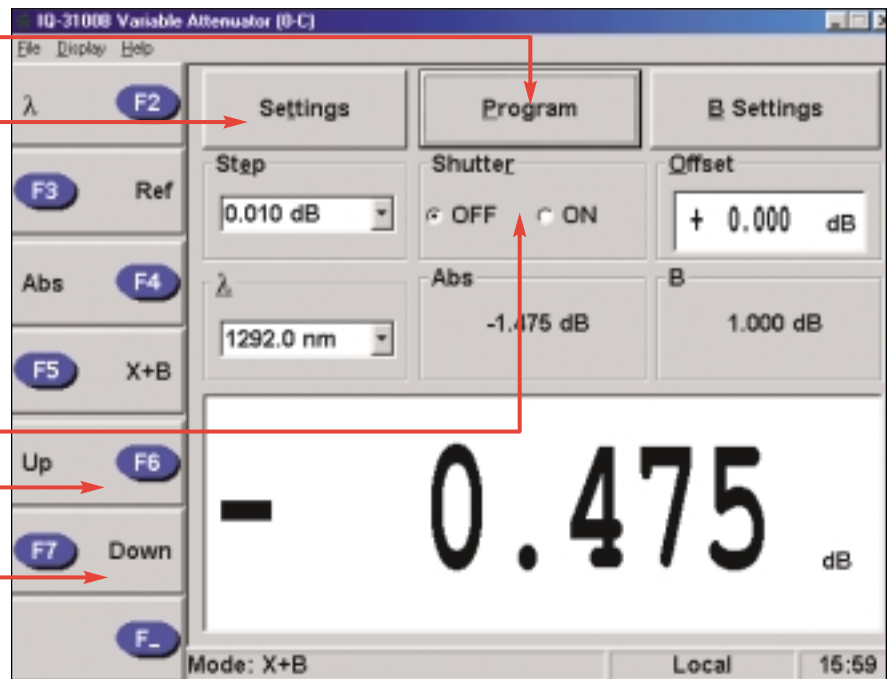 IQ-3100B Variable Attenuator (0-C)
File Display Help
λ F2
F3 Ref
Abs F4
F5 X+B
Up F6
F7 Down
F_
Settings Program B Settings
Step Shutter Offset
0.010 dB OFF ON + 0.000 dB
λ Abs B
1292.0 nm -1.475 dB 1.000 dB
- 0.475 dB
Mode: X+B Local 15:59